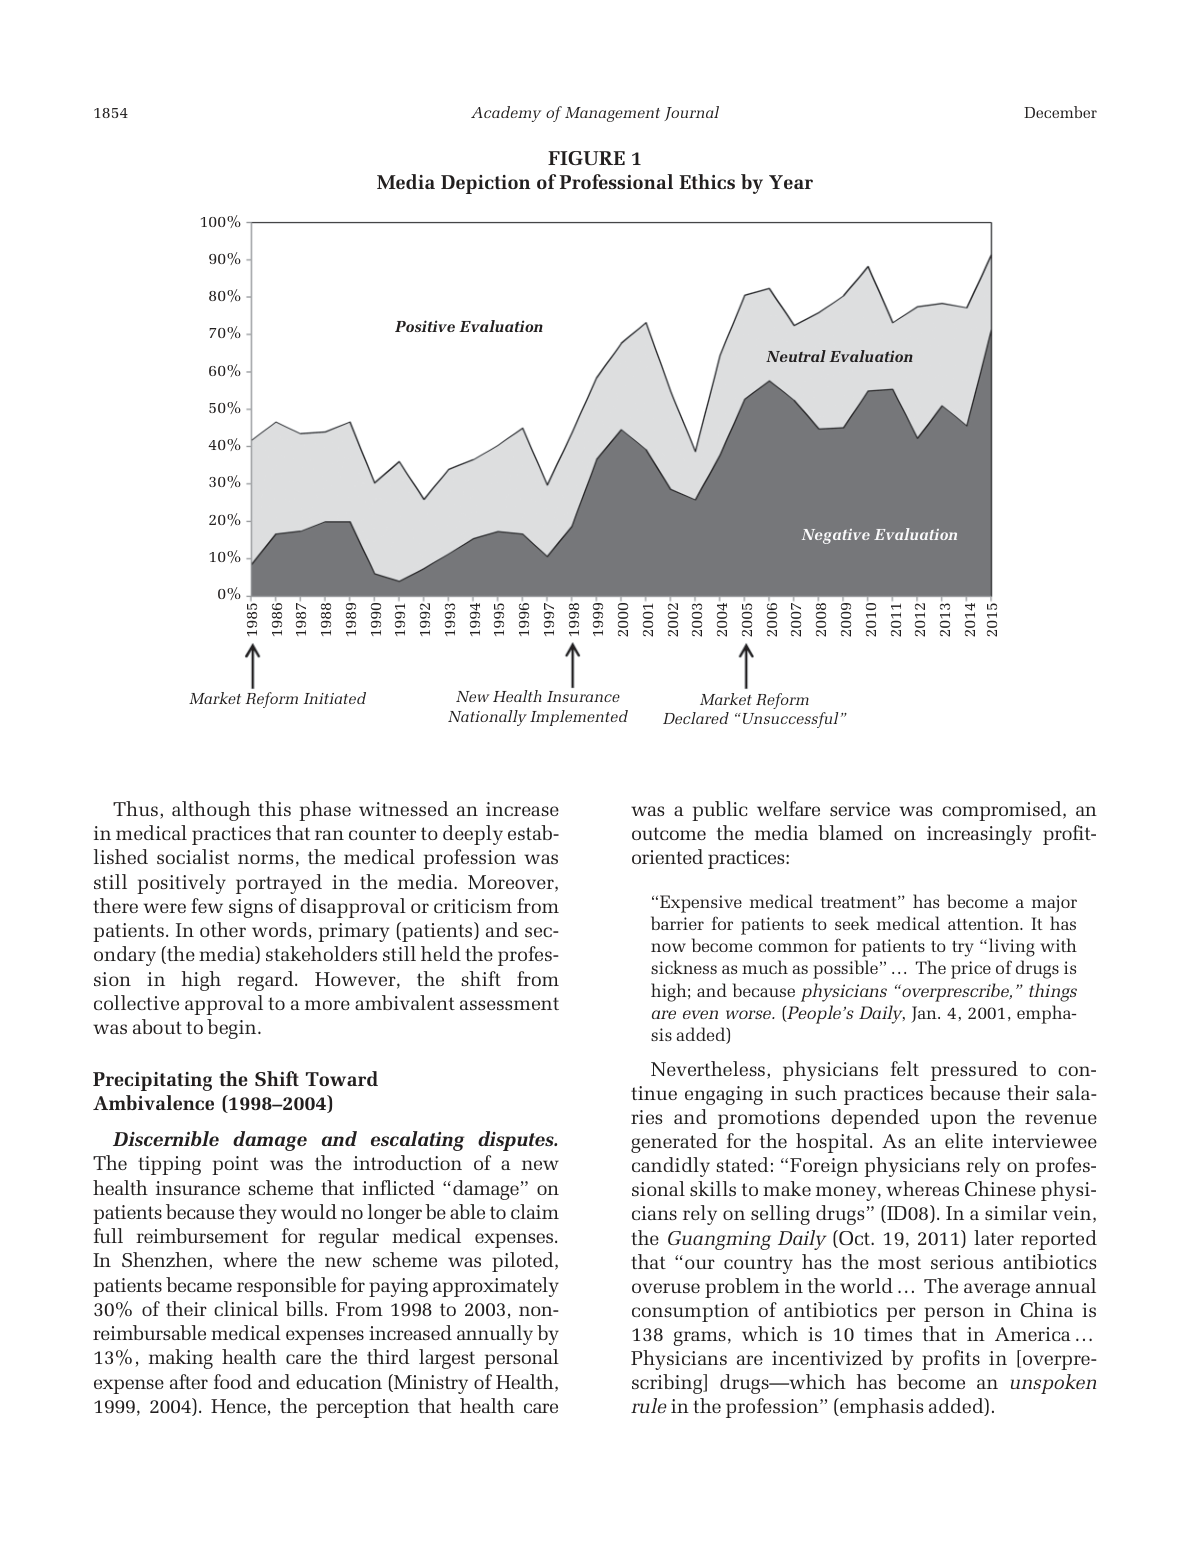 1854
Academy of Management Journal
December
FIGURE 1
Media Depiction of Professional Ethics by Year
100%
90%
80%
70%
60%
50%
40%
30%
20%
10%
0%
Positive Evaluation
Neutral Evaluation
Negative Evaluation
1985
1986
1987
1988
1989
1990
1991
1992
1993
1994
1995
1996
1997
1998
1999
2000
2001
2002
2003
2004
2005
2006
2007
2008
2009
2010
2011
2012
2013
2014
2015
Market Reform Initiated
New Health Insurance
Nationally Implemented
Market Reform
Declared “Unsuccessful”
Thus, although this phase witnessed an increase
in medical practices that ran counter to deeply estab-
lished socialist norms, the medical profession was
still positively portrayed in the media. Moreover,
there were few signs of disapproval or criticism from
patients. In other words, primary (patients) and sec-
ondary (the media) stakeholders still held the profes-
sion in high regard. However, the shift from
collective approval to a more ambivalent assessment
was about to begin.
Precipitating the Shift Toward
Ambivalence (1998–2004)
Discernible damage and escalating disputes.
The tipping point was the introduction of a new
health insurance scheme that inflicted “damage” on
patients because they would no longer be able to claim
full reimbursement for regular medical expenses.
In Shenzhen, where the new scheme was piloted,
patients became responsible for paying approximately
30% of their clinical bills. From 1998 to 2003, non-
reimbursable medical expenses increased annually by
13%, making health care the third largest personal
expense after food and education (Ministry of Health,
1999, 2004). Hence, the perception that health care
was a public welfare service was compromised, an
outcome the media blamed on increasingly profit-
oriented practices:
“Expensive medical treatment” has become a major
barrier for patients to seek medical attention. It has
now become common for patients to try “living with
sickness as much as possible” … The price of drugs is
high; and because physicians “overprescribe,” things
are even worse. (People’s Daily, Jan. 4, 2001, empha-
sis added)
Nevertheless, physicians felt pressured to con-
tinue engaging in such practices because their sala-
ries and promotions depended upon the revenue
generated for the hospital. As an elite interviewee
candidly stated: “Foreign physicians rely on profes-
sional skills to make money, whereas Chinese physi-
cians rely on selling drugs” (ID08). In a similar vein,
the Guangming Daily (Oct. 19, 2011) later reported
that “our country has the most serious antibiotics
overuse problem in the world … The average annual
consumption of antibiotics per person in China is
138 grams, which is 10 times that in America …
Physicians are incentivized by profits in [overpre-
scribing] drugs—which has become an unspoken
rule in the profession” (emphasis added).